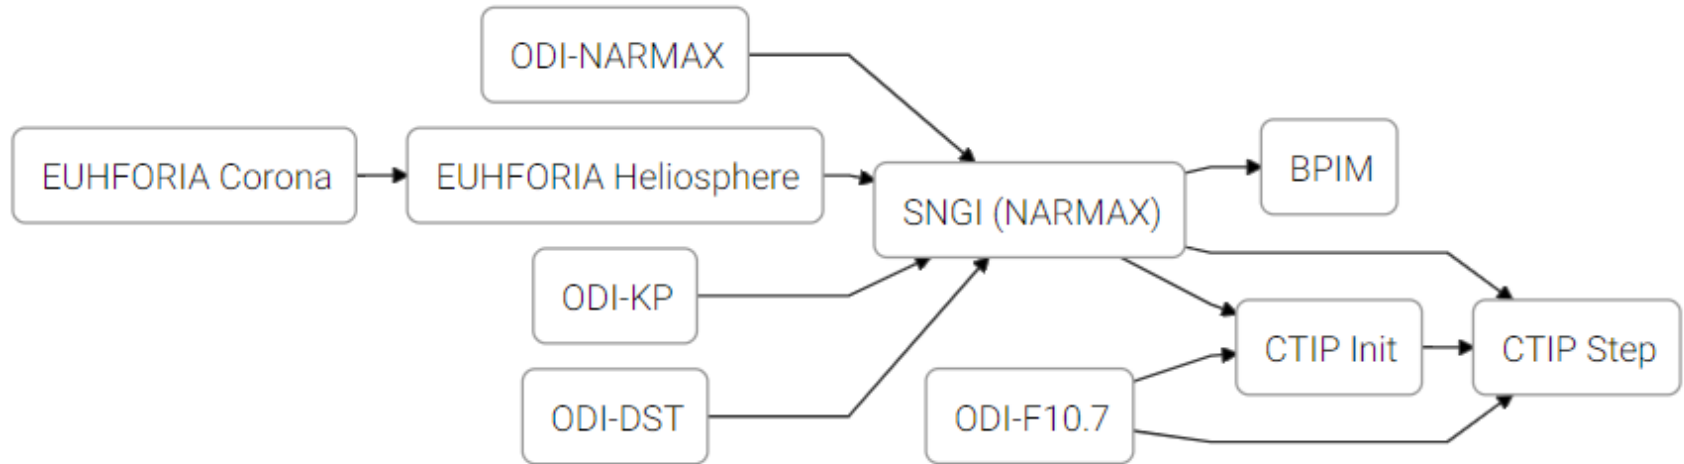 ODI-NARMAX
EUHFORIA Corona
EUHFORIA Heliosphere
BPIM
SNGI (NARMAX)
ODI-KP
CTIP Init
CTIP Step
ODI-DST
ODI-F10.7